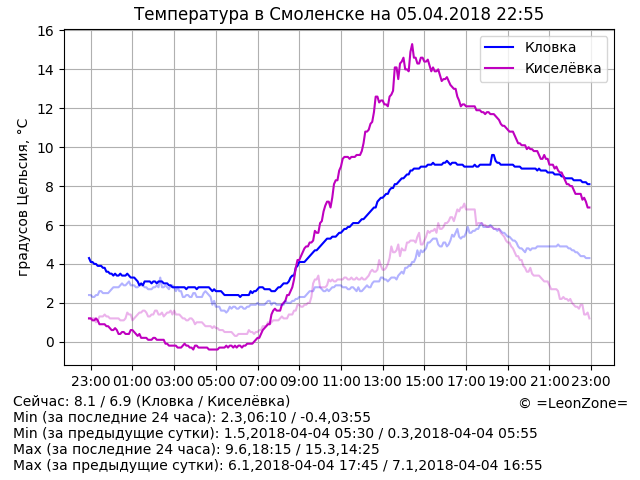 Температура в Смоленске на 05.04.2018 22:55
градусов Цельсия, °C
16
14
12
10
8
6
4
2
0
Кловка
Киселёвка
23:00 01:00 03:00 05:00 07:00 09:00 11:00 13:00 15:00 17:00 19:00 21:00 23:00
Сейчас: 8.1 / 6.9 (Кловка / Киселёвка)
© =LeonZone=
Min (за последние 24 часа): 2.3,06:10 / -0.4,03:55
Min (за предыдущие сутки): 1.5,2018-04-04 05:30 / 0.3,2018-04-04 05:55
Max (за последние 24 часа): 9.6,18:15 / 15.3,14:25
Max (за предыдущие сутки): 6.1,2018-04-04 17:45 / 7.1,2018-04-04 16:55